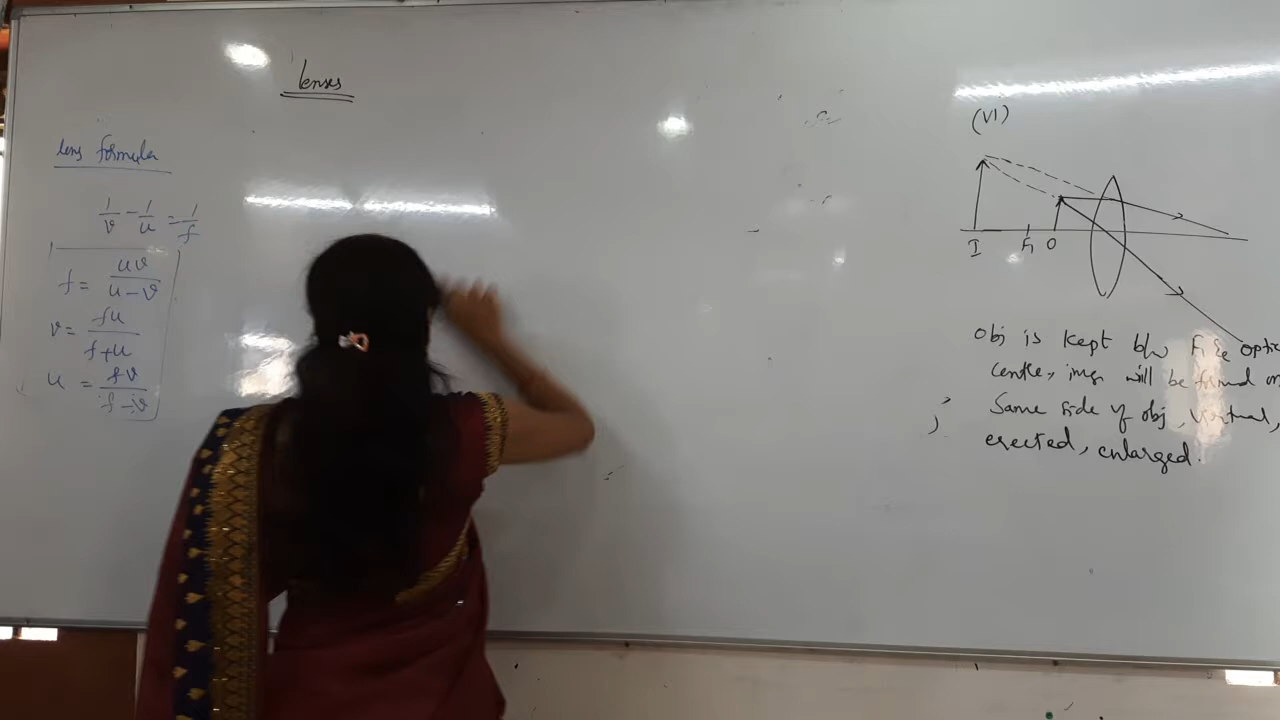 lenses
lens formula
1/v - 1/u = 1/f
f = uv/u-v
v = fu/f+u
u = fv/f-v
(VI)
I F₁ O
Obj is kept b/w F₁ & optic
centre, img will be formed on
Same side of obj, Virtual,
erected, enlarged.